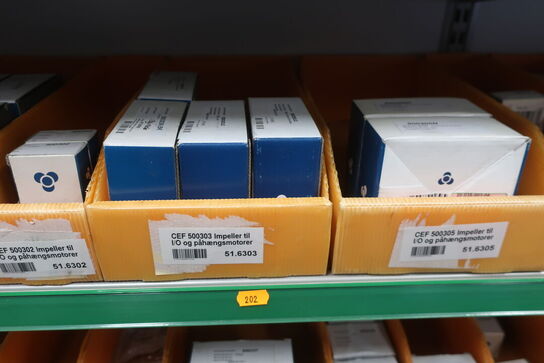 CEF 500302 Impeller til
I/O og påhængsmotorer
51.6302
CEF 500303 Impeller til
I/O og påhængsmotorer
51.6303
CEF 500305 Impeller til
I/O og påhængsmotorer
51.6305
202